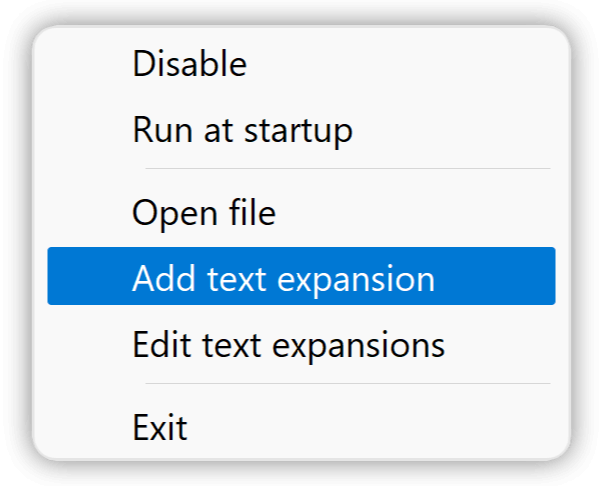 Disable
Run at startup
Open file
Add text expansion
Edit text expansions
Exit